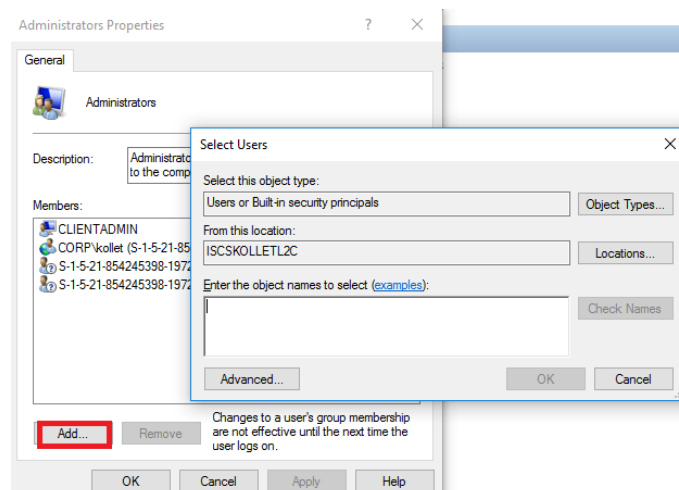 Administrators Properties
General
Administrators
Description:
Administrato
to the comp
Members:
CLIENTADMIN
CORP\kollet (S-1-5-21-85
S-1-5-21-854245398-1972
S-1-5-21-854245398-1972
Add...
Remove
Changes to a user's group membership
are not effective until the next time the
user logs on.
OK
Cancel
Apply
Help
Select Users
Select this object type:
Users or Built-in security principals
Object Types...
From this location:
ISCSKOLLETL2C
Locations...
Enter the object names to select (examples):
Check Names
Advanced...
OK
Cancel